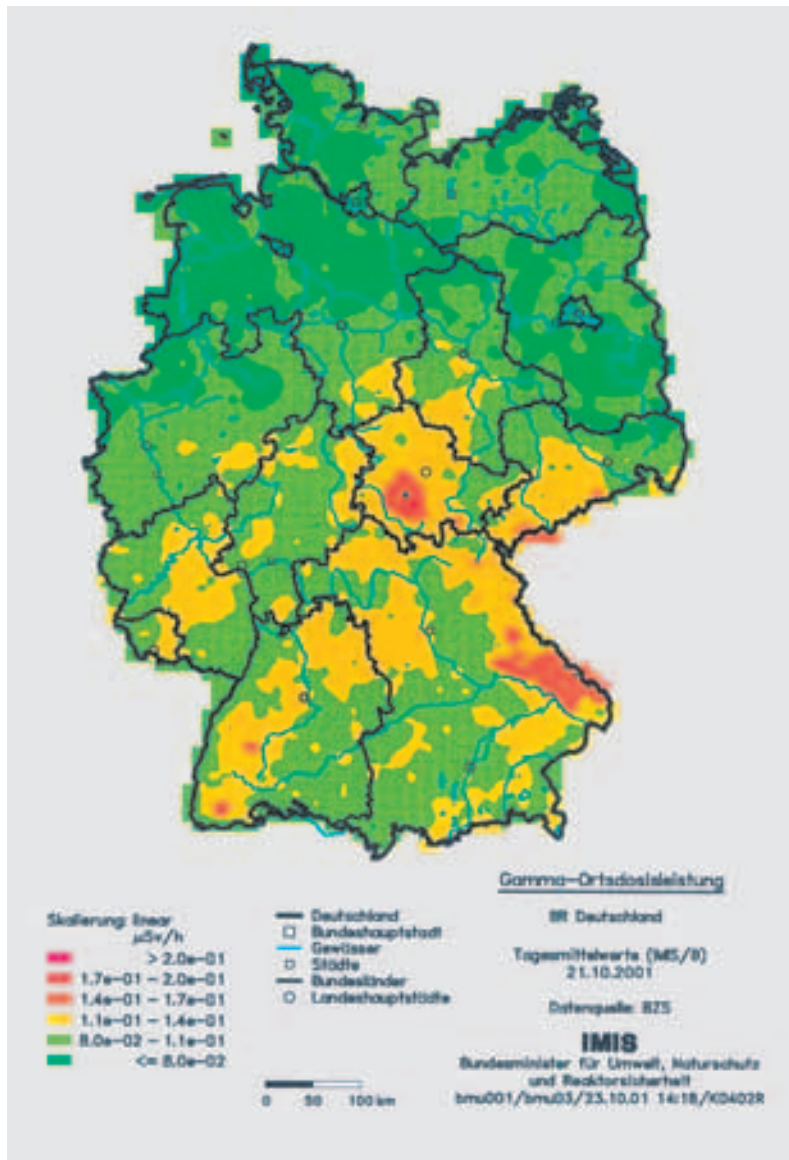 Gamma-Ortsdosisleistung
BR Deutschland
Tagesmittelwerte (IMIS/B)
21.10.2001
Datenquelle: BZS
IMIS
Bundesminister für Umwelt, Naturschutz
und Reaktorsicherheit
bmu001/bmu03/23.10.01 14:18/K0402R
Skalierung: linear
µSv/h
> 2.0e-01
1.7e-01 - 2.0e-01
1.4e-01 - 1.7e-01
1.1e-01 - 1.4e-01
8.0e-02 - 1.1e-01
<= 8.0e-02
Deutschland
Bundeshauptstadt
Gewässer
Städte
Bundesländer
Landeshauptstädte
0 50 100 km